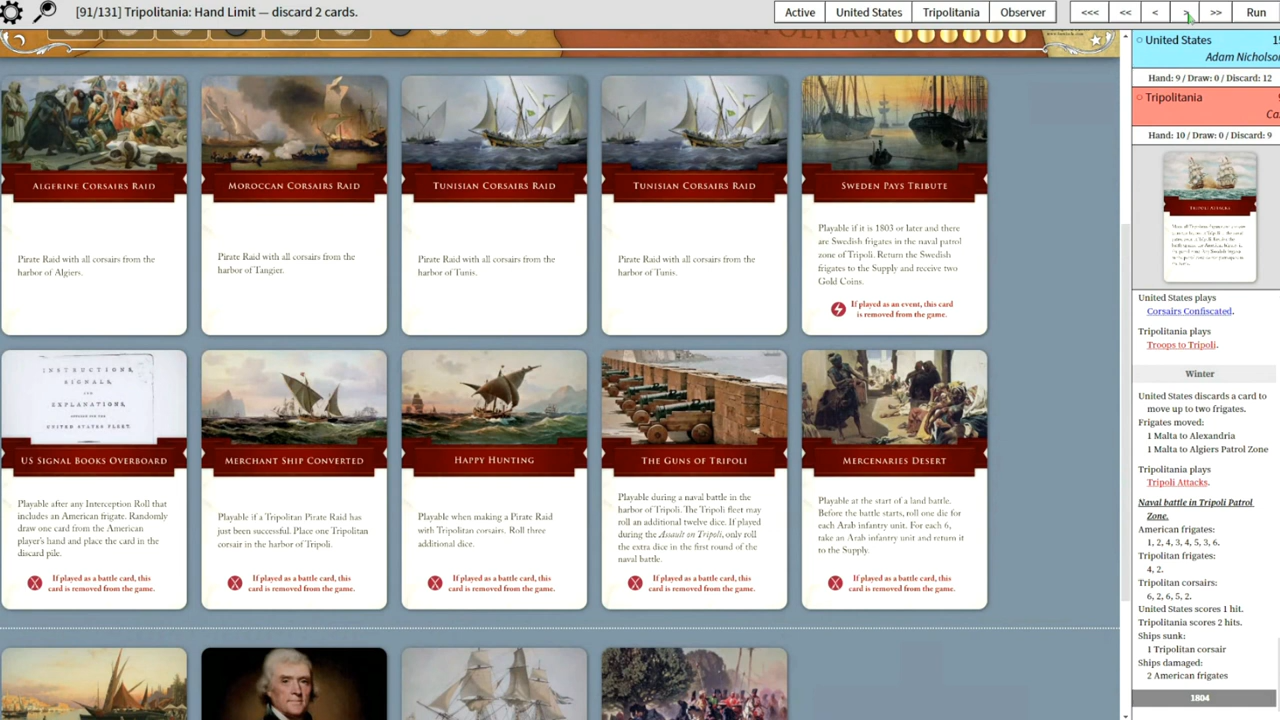 [91/131] Tripolitania: Hand Limit — discard 2 cards.
Active
United States
Tripolitania
Observer
<<<
<<
<
>
>>
Run
ALGERINE CORSAIRS RAID
Pirate Raid with all corsairs from the
harbor of Algiers.
MOROCCAN CORSAIRS RAID
Pirate Raid with all corsairs from the
harbor of Tangier.
TUNISIAN CORSAIRS RAID
Pirate Raid with all corsairs from the
harbor of Tunis.
TUNISIAN CORSAIRS RAID
Pirate Raid with all corsairs from the
harbor of Tunis.
SWEDEN PAYS TRIBUTE
Playable if it is 1803 or later and there
are Swedish frigates in the naval patrol
zone of Tripoli. Return the Swedish
frigates to the Supply and receive two
Gold Coins.
If played as an event, this card
is removed from the game.
INSTRUCTIONS,
SIGNALS,
AND
EXPLANATIONS,
UNITED STATES FLEET.
US SIGNAL BOOKS OVERBOARD
Playable after any Interception Roll that
includes an American frigate. Randomly
draw one card from the American
player's hand and place the card in the
discard pile.
If played as a battle card, this
card is removed from the game.
MERCHANT SHIP CONVERTED
Playable if a Tripolitan Pirate Raid has
just been successful. Place one Tripolitan
corsair in the harbor of Tripoli.
If played as a battle card, this
card is removed from the game.
HAPPY HUNTING
Playable when making a Pirate Raid
with Tripolitan corsairs. Roll three
additional dice.
If played as a battle card, this
card is removed from the game.
THE GUNS OF TRIPOLI
Playable during a naval battle in the
harbor of Tripoli. The Tripoli fleet may
roll an additional twelve dice. If played
during the Assault on Tripoli, only roll
the extra dice in the first round of the
naval battle.
If played as a battle card, this
card is removed from the game.
MERCENARIES DESERT
Playable at the start of a land battle.
Before the battle starts, roll one die for
each Arab infantry unit. For each 6,
take an Arab infantry unit and return it
to the Supply.
If played as a battle card, this
card is removed from the game.
United States
Adam Nicholson
Hand: 9 / Draw: 0 / Discard: 12
Tripolitania
Hand: 10 / Draw: 0 / Discard: 9
TRIPOLI ATTACKS
United States plays
Corsairs Confiscated.
Tripolitania plays
Troops to Tripoli.
Winter
United States discards a card to
move up to two frigates.
Frigates moved:
1 Malta to Alexandria
1 Malta to Algiers Patrol Zone
Tripolitania plays
Tripoli Attacks.
Naval battle in Tripoli Patrol
Zone.
American frigates:
1, 2, 4, 3, 4, 5, 3, 6.
Tripolitan frigates:
4, 2.
Tripolitan corsairs:
6, 2, 6, 5, 2.
United States scores 1 hit.
Tripolitania scores 2 hits.
Ships sunk:
1 Tripolitan corsair
Ships damaged:
2 American frigates
1804